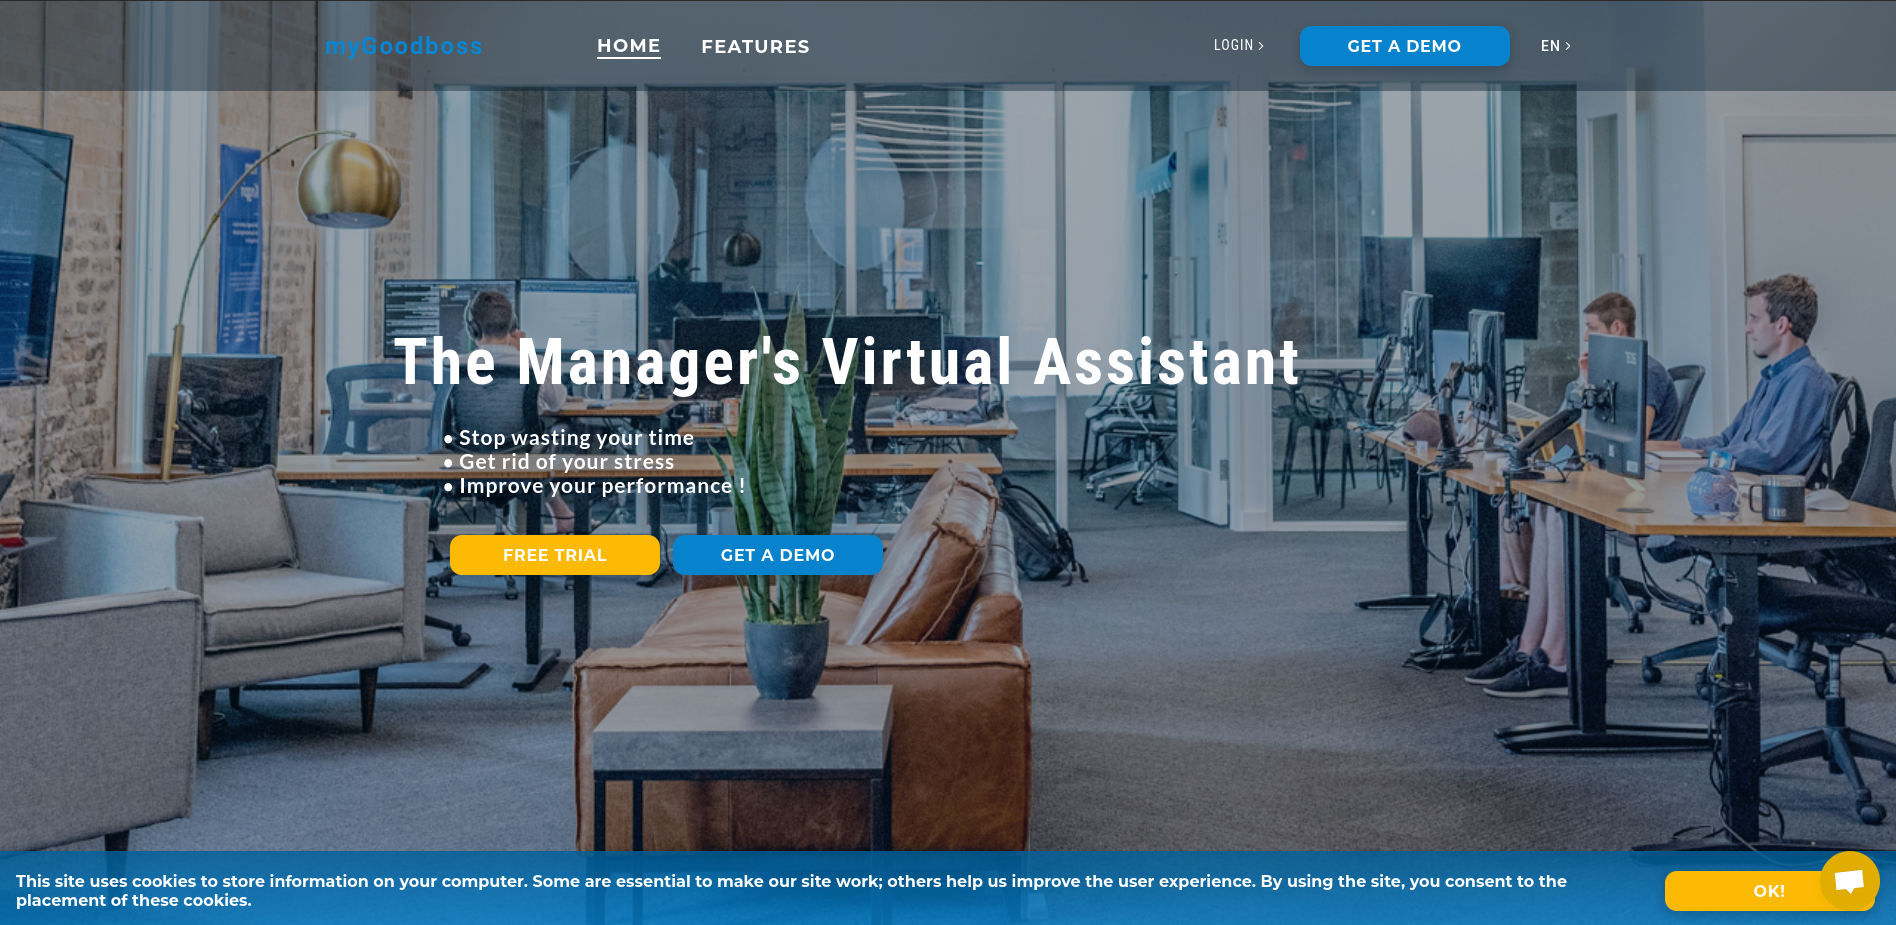 myGoodboss
HOME
FEATURES
LOGIN
GET A DEMO
EN
The Manager's Virtual Assistant
• Stop wasting your time
• Get rid of your stress
• Improve your performance !
FREE TRIAL
GET A DEMO
This site uses cookies to store information on your computer. Some are essential to make our site work; others help us improve the user experience. By using the site, you consent to the
placement of these cookies.
OK!